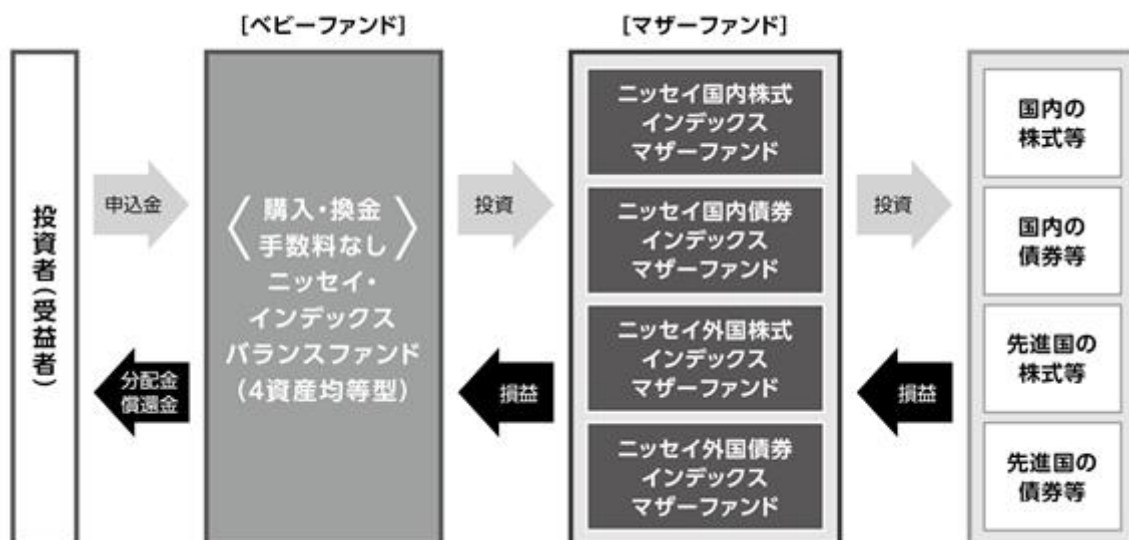 [ベビーファンド]
[マザーファンド]
投資者(受益者)
申込金
分配金
償還金
〈購入・換金
手数料なし〉
ニッセイ・
インデックス
バランスファンド
(4資産均等型)
投資
損益
ニッセイ国内株式
インデックス
マザーファンド
ニッセイ国内債券
インデックス
マザーファンド
ニッセイ外国株式
インデックス
マザーファンド
ニッセイ外国債券
インデックス
マザーファンド
投資
損益
国内の
株式等
国内の
債券等
先進国の
株式等
先進国の
債券等